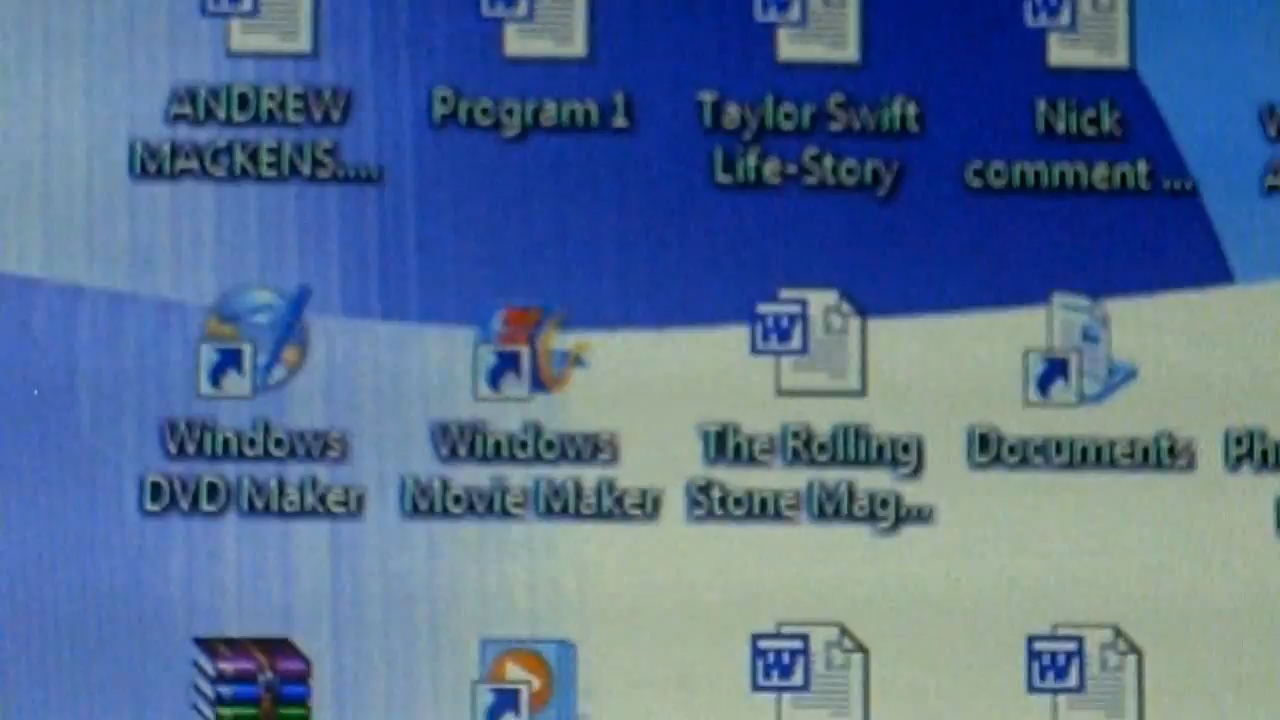 ANDREW
MACKENS....
Program 1
Taylor Swift
Life-Story
Nick
comment ...
Windows
DVD Maker
Windows
Movie Maker
The Rolling
Stone Mag...
Documents